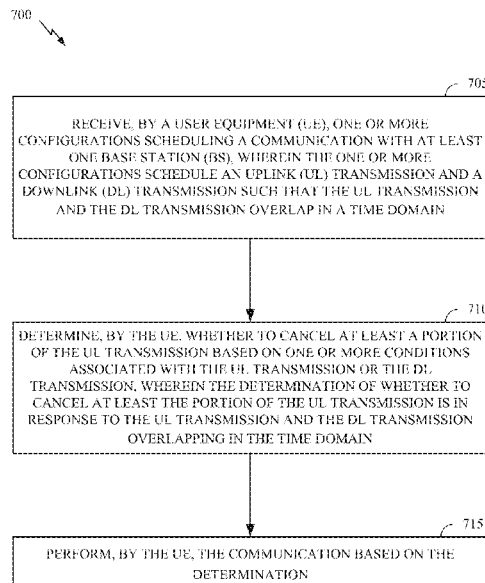 700
705
RECEIVE, BY A USER EQUIPMENT (UE), ONE OR MORE
CONFIGURATIONS SCHEDULING A COMMUNICATION WITH AT LEAST
ONE BASE STATION (BS), WHEREIN THE ONE OR MORE
CONFIGURATIONS SCHEDULE AN UPLINK (UL) TRANSMISSION AND A
DOWNLINK (DL) TRANSMISSION SUCH THAT THE UL TRANSMISSION
AND THE DL TRANSMISSION OVERLAP IN A TIME DOMAIN
710
DETERMINE, BY THE UE, WHETHER TO CANCEL AT LEAST A PORTION
OF THE UL TRANSMISSION BASED ON ONE OR MORE CONDITIONS
ASSOCIATED WITH THE UL TRANSMISSION OR THE DL
TRANSMISSION, WHEREIN THE DETERMINATION OF WHETHER TO
CANCEL AT LEAST THE PORTION OF THE UL TRANSMISSION IS IN
RESPONSE TO THE UL TRANSMISSION AND THE DL TRANSMISSION
OVERLAPPING IN THE TIME DOMAIN
715
PERFORM, BY THE UE, THE COMMUNICATION BASED ON THE
DETERMINATION